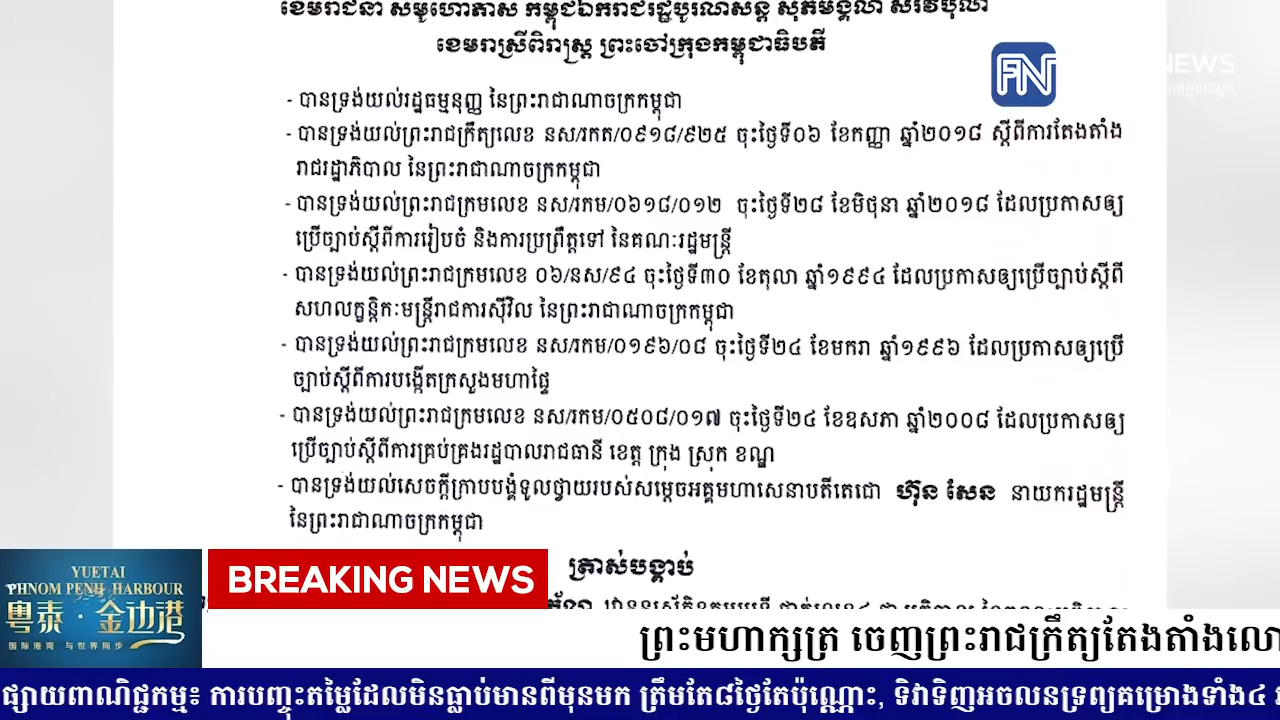 ខេមរាជនា សមូហោភាស កម្ពុជឯករាជរដ្ឋបូរណសន្តិ សុភមង្គលា សិរីវិបុលា
ខេមរាស្រីពិរាស្ត្រ ព្រះចៅក្រុងកម្ពុជាធិបតី
FN
NEWS
- បានទ្រង់យល់រដ្ឋធម្មនុញ្ញ នៃព្រះរាជាណាចក្រកម្ពុជា
- បានទ្រង់យល់ព្រះរាជក្រឹត្យលេខ នស/រកត/០៩១៨/៩២៥ ចុះថ្ងៃទី០៦ ខែកញ្ញា ឆ្នាំ២០១៨ ស្តីពីការតែងតាំង
រាជរដ្ឋាភិបាល នៃព្រះរាជាណាចក្រកម្ពុជា
- បានទ្រង់យល់ព្រះរាជក្រមលេខ នស/រកម/០៦១៨/០១២ ចុះថ្ងៃទី២៨ ខែមិថុនា ឆ្នាំ២០១៨ ដែលប្រកាសឲ្យ
ប្រើច្បាប់ស្តីពីការរៀបចំ និងការប្រព្រឹត្តទៅ នៃគណៈរដ្ឋមន្ត្រី
- បានទ្រង់យល់ព្រះរាជក្រមលេខ ០៦/នស/៩៤ ចុះថ្ងៃទី៣០ ខែតុលា ឆ្នាំ១៩៩៤ ដែលប្រកាសឲ្យប្រើច្បាប់ស្តីពី
សហលក្ខន្តិកៈមន្ត្រីរាជការស៊ីវិល នៃព្រះរាជាណាចក្រកម្ពុជា
- បានទ្រង់យល់ព្រះរាជក្រមលេខ នស/រកម/០១៩៦/០៨ ចុះថ្ងៃទី២៤ ខែមករា ឆ្នាំ១៩៩៦ ដែលប្រកាសឲ្យប្រើ
ច្បាប់ស្តីពីការបង្កើតក្រសួងមហាផ្ទៃ
- បានទ្រង់យល់ព្រះរាជក្រមលេខ នស/រកម/០៥០៨/០១៧ ចុះថ្ងៃទី២៤ ខែឧសភា ឆ្នាំ២០០៨ ដែលប្រកាសឲ្យ
ប្រើច្បាប់ស្តីពីការគ្រប់គ្រងរដ្ឋបាលរាជធានី ខេត្ត ក្រុង ស្រុក ខណ្ឌ
- បានទ្រង់យល់សេចក្តីក្រាបបង្គំទូលថ្វាយរបស់សម្តេចអគ្គមហាសេនាបតីតេជោ ហ៊ុន សែន នាយករដ្ឋមន្ត្រី
នៃព្រះរាជាណាចក្រកម្ពុជា
ត្រាស់បង្គាប់
YUETAI
PHNOM PENH HARBOUR
粤泰·金边港
国际港湾 与世界同步
BREAKING NEWS
ព្រះមហាក្សត្រ ចេញព្រះរាជក្រឹត្យតែងតាំងលោ
ផ្សាយពាណិជ្ជកម្ម៖ ការបញ្ចុះតម្លៃដែលមិនធ្លាប់មានពីមុនមក ត្រឹមតែ៨ថ្ងៃតែប៉ុណ្ណោះ, ទិវាទិញអចលនទ្រព្យគម្រោងទាំង៤